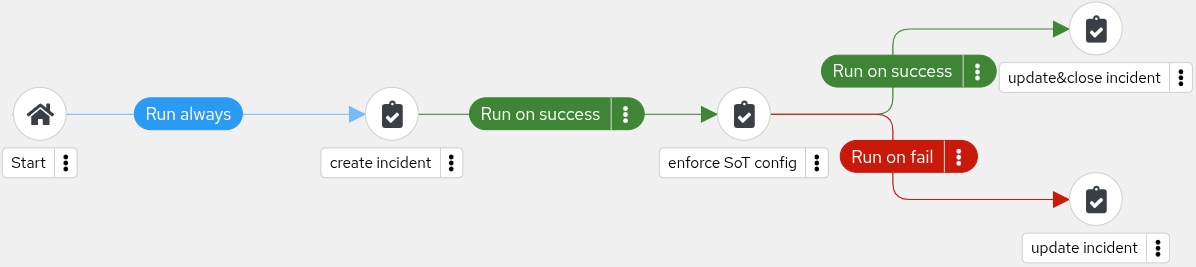 Start
Run always
create incident
Run on success
enforce SoT config
Run on success
update&close incident
Run on fail
update incident